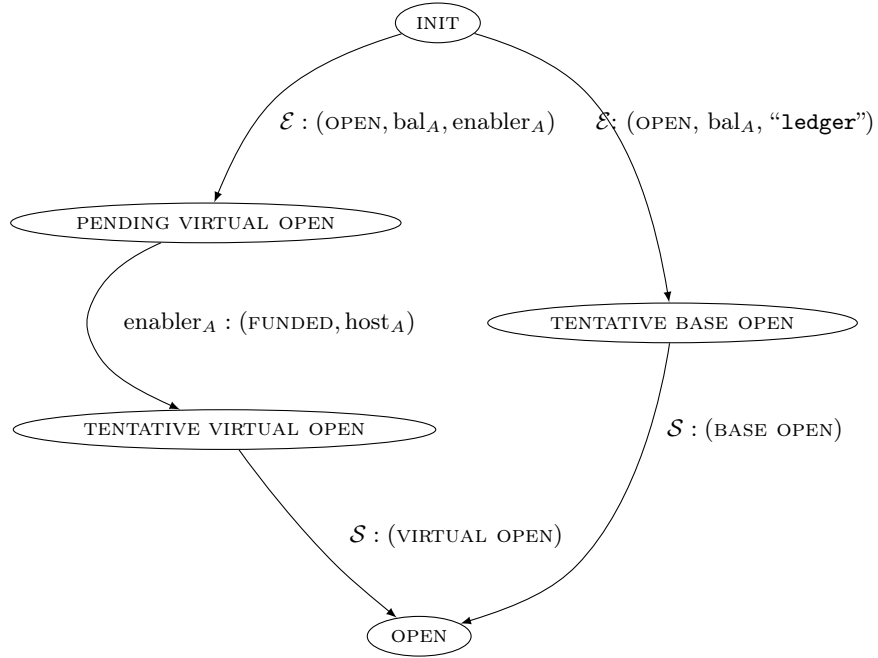 INIT
ℰ : (OPEN, bal_A, enabler_A)
ℰ: (OPEN, bal_A, “ledger”)
PENDING VIRTUAL OPEN
enabler_A : (FUNDED, host_A)
TENTATIVE BASE OPEN
TENTATIVE VIRTUAL OPEN
𝒮 : (BASE OPEN)
𝒮 : (VIRTUAL OPEN)
OPEN